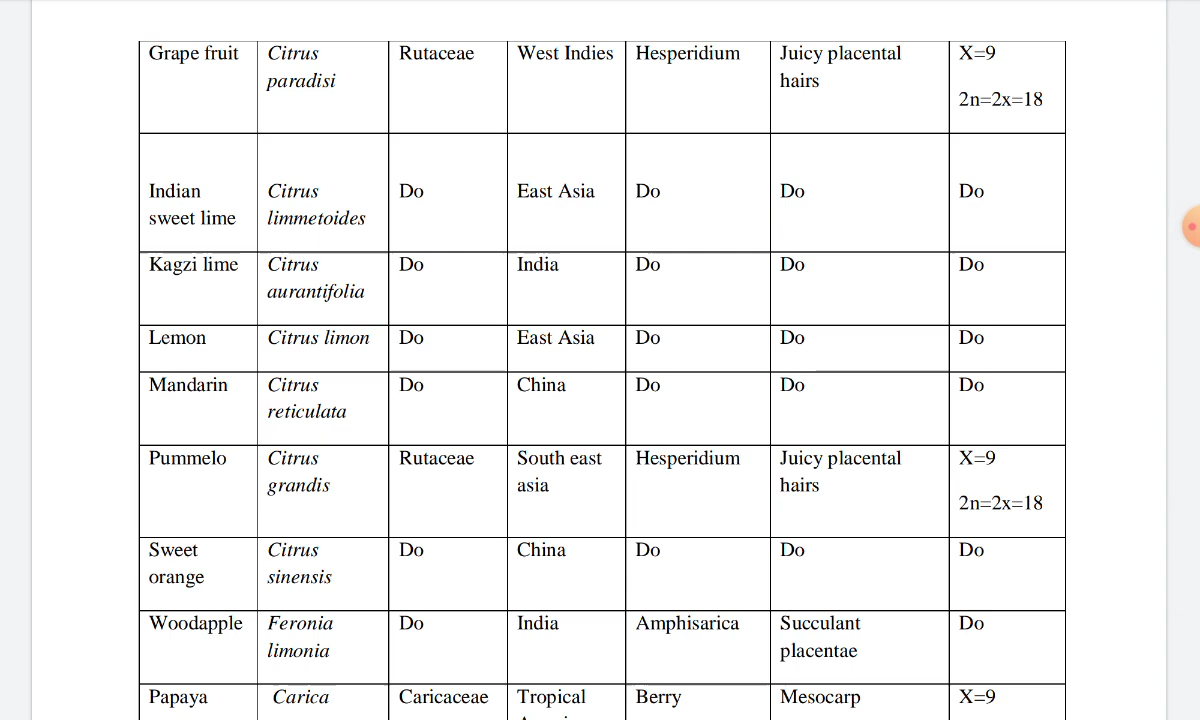 Grape fruit Citrus paradisi Rutaceae West Indies Hesperidium Juicy placental hairs X=9 2n=2x=18
Indian sweet lime Citrus limmetoides Do East Asia Do Do Do
Kagzi lime Citrus aurantifolia Do India Do Do Do
Lemon Citrus limon Do East Asia Do Do Do
Mandarin Citrus reticulata Do China Do Do Do
Pummelo Citrus grandis Rutaceae South east asia Hesperidium Juicy placental hairs X=9 2n=2x=18
Sweet orange Citrus sinensis Do China Do Do Do
Woodapple Feronia limonia Do India Amphisarica Succulant placentae Do
Papaya Carica Caricaceae Tropical Berry Mesocarp X=9